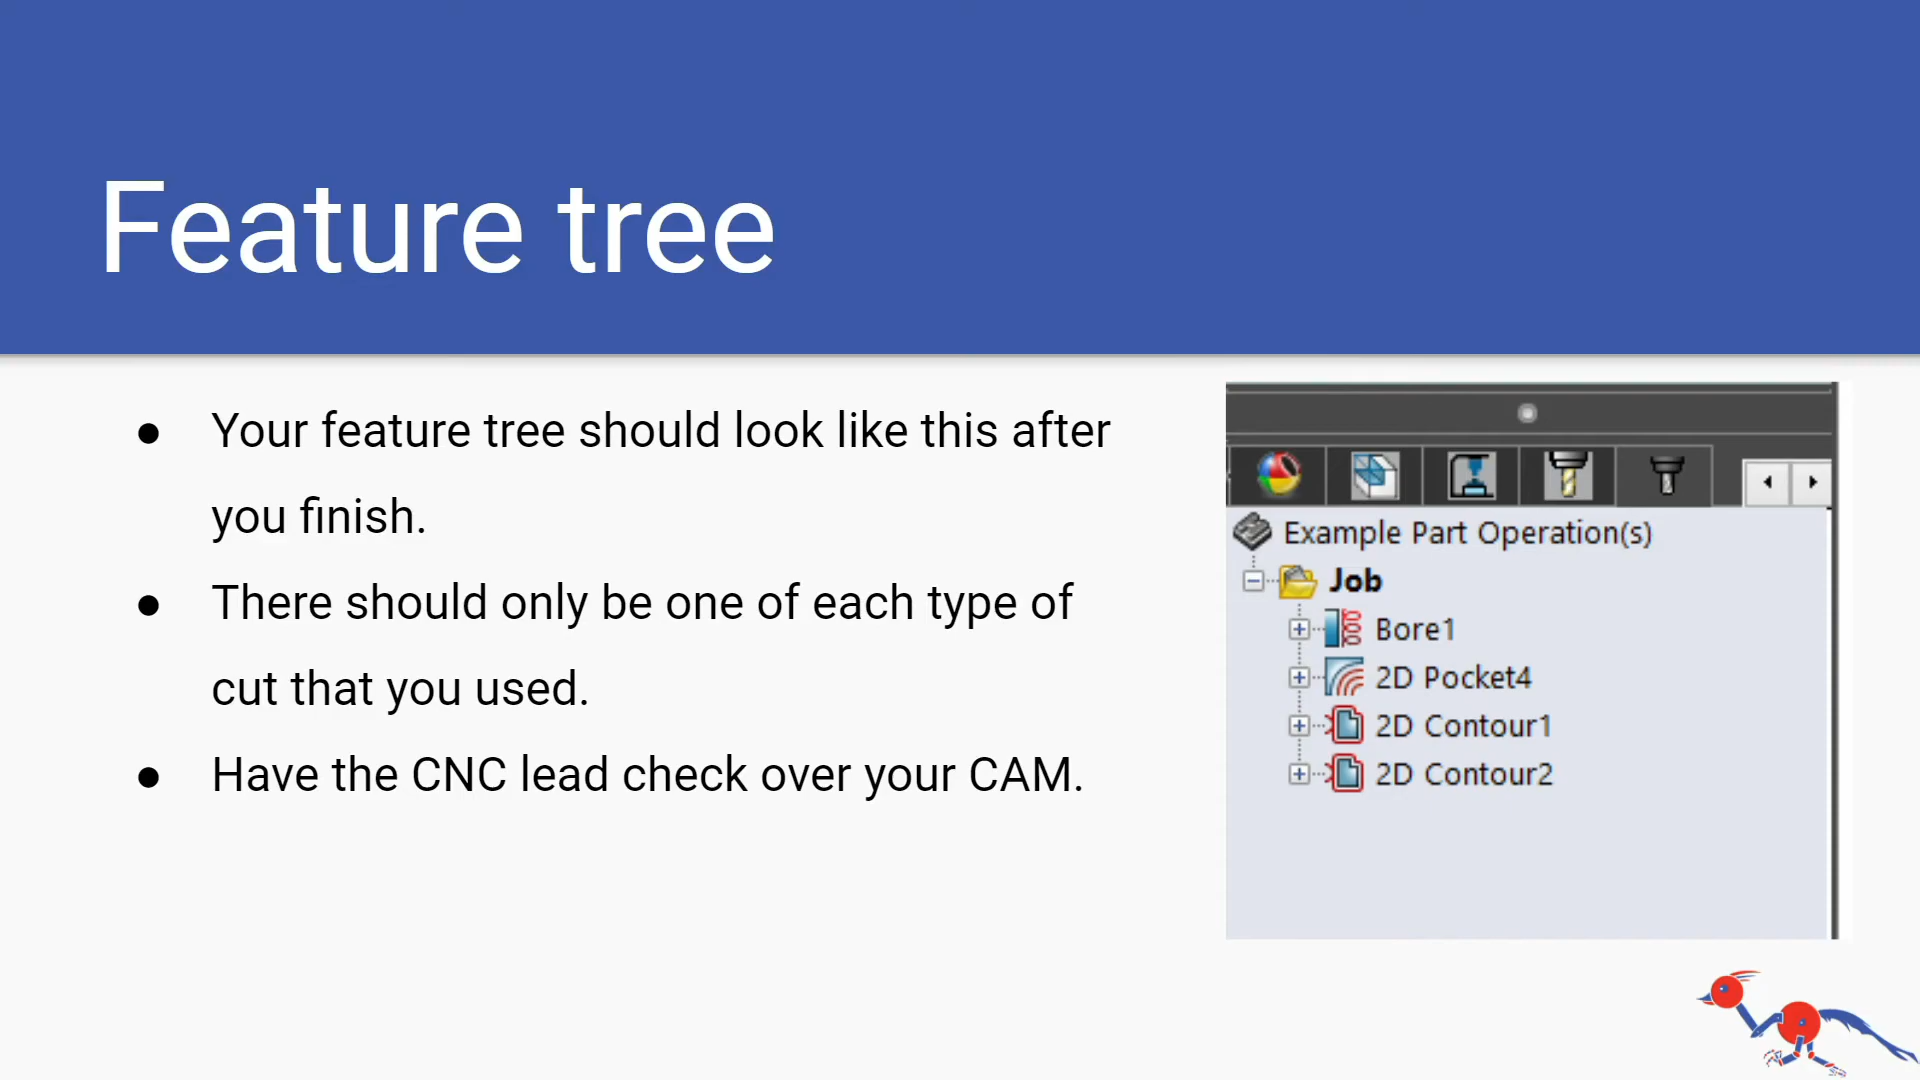 Feature tree
● Your feature tree should look like this after
you finish.
● There should only be one of each type of
cut that you used.
● Have the CNC lead check over your CAM.
Example Part Operation(s)
Job
Bore1
2D Pocket4
2D Contour1
2D Contour2